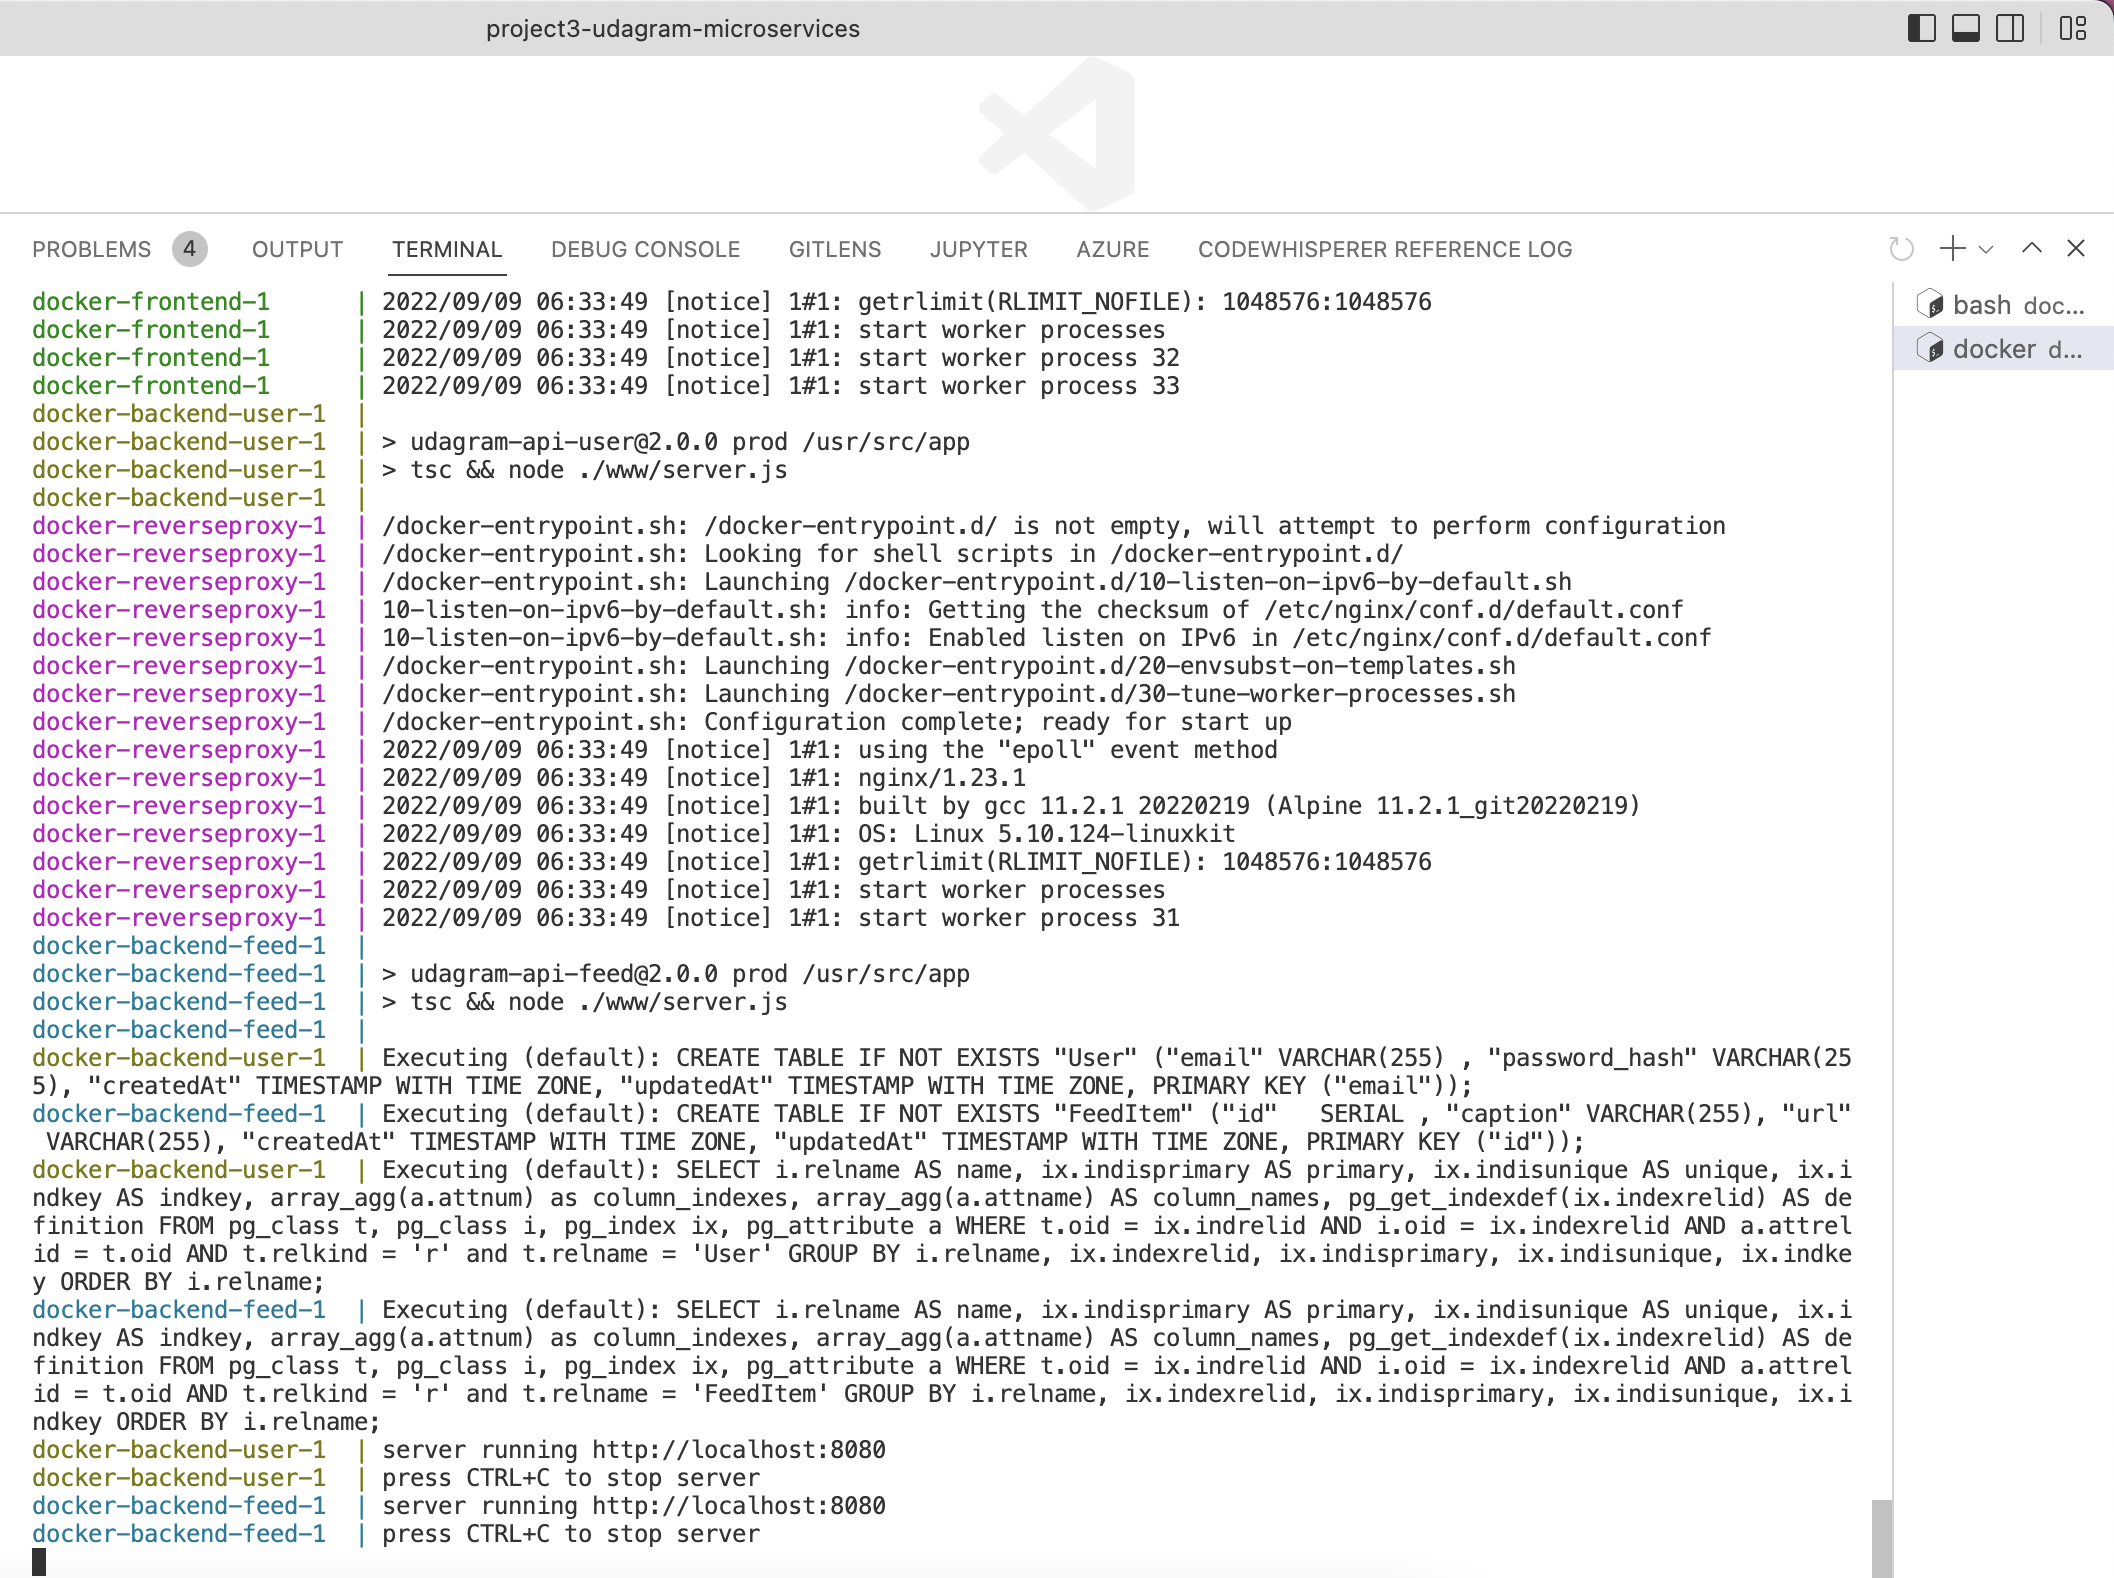 project3-udagram-microservices
PROBLEMS 4 OUTPUT TERMINAL DEBUG CONSOLE GITLENS JUPYTER AZURE CODEWHISPERER REFERENCE LOG
bash doc...
docker d...
docker-frontend-1 | 2022/09/09 06:33:49 [notice] 1#1: getrlimit(RLIMIT_NOFILE): 1048576:1048576
docker-frontend-1 | 2022/09/09 06:33:49 [notice] 1#1: start worker processes
docker-frontend-1 | 2022/09/09 06:33:49 [notice] 1#1: start worker process 32
docker-frontend-1 | 2022/09/09 06:33:49 [notice] 1#1: start worker process 33
docker-backend-user-1 |
docker-backend-user-1 | > udagram-api-user@2.0.0 prod /usr/src/app
docker-backend-user-1 | > tsc && node ./www/server.js
docker-backend-user-1 |
docker-reverseproxy-1 | /docker-entrypoint.sh: /docker-entrypoint.d/ is not empty, will attempt to perform configuration
docker-reverseproxy-1 | /docker-entrypoint.sh: Looking for shell scripts in /docker-entrypoint.d/
docker-reverseproxy-1 | /docker-entrypoint.sh: Launching /docker-entrypoint.d/10-listen-on-ipv6-by-default.sh
docker-reverseproxy-1 | 10-listen-on-ipv6-by-default.sh: info: Getting the checksum of /etc/nginx/conf.d/default.conf
docker-reverseproxy-1 | 10-listen-on-ipv6-by-default.sh: info: Enabled listen on IPv6 in /etc/nginx/conf.d/default.conf
docker-reverseproxy-1 | /docker-entrypoint.sh: Launching /docker-entrypoint.d/20-envsubst-on-templates.sh
docker-reverseproxy-1 | /docker-entrypoint.sh: Launching /docker-entrypoint.d/30-tune-worker-processes.sh
docker-reverseproxy-1 | /docker-entrypoint.sh: Configuration complete; ready for start up
docker-reverseproxy-1 | 2022/09/09 06:33:49 [notice] 1#1: using the "epoll" event method
docker-reverseproxy-1 | 2022/09/09 06:33:49 [notice] 1#1: nginx/1.23.1
docker-reverseproxy-1 | 2022/09/09 06:33:49 [notice] 1#1: built by gcc 11.2.1 20220219 (Alpine 11.2.1_git20220219)
docker-reverseproxy-1 | 2022/09/09 06:33:49 [notice] 1#1: OS: Linux 5.10.124-linuxkit
docker-reverseproxy-1 | 2022/09/09 06:33:49 [notice] 1#1: getrlimit(RLIMIT_NOFILE): 1048576:1048576
docker-reverseproxy-1 | 2022/09/09 06:33:49 [notice] 1#1: start worker processes
docker-reverseproxy-1 | 2022/09/09 06:33:49 [notice] 1#1: start worker process 31
docker-backend-feed-1 |
docker-backend-feed-1 | > udagram-api-feed@2.0.0 prod /usr/src/app
docker-backend-feed-1 | > tsc && node ./www/server.js
docker-backend-feed-1 |
docker-backend-user-1 | Executing (default): CREATE TABLE IF NOT EXISTS "User" ("email" VARCHAR(255) , "password_hash" VARCHAR(25
5), "createdAt" TIMESTAMP WITH TIME ZONE, "updatedAt" TIMESTAMP WITH TIME ZONE, PRIMARY KEY ("email"));
docker-backend-feed-1 | Executing (default): CREATE TABLE IF NOT EXISTS "FeedItem" ("id"   SERIAL , "caption" VARCHAR(255), "url"
 VARCHAR(255), "createdAt" TIMESTAMP WITH TIME ZONE, "updatedAt" TIMESTAMP WITH TIME ZONE, PRIMARY KEY ("id"));
docker-backend-user-1 | Executing (default): SELECT i.relname AS name, ix.indisprimary AS primary, ix.indisunique AS unique, ix.i
ndkey AS indkey, array_agg(a.attnum) as column_indexes, array_agg(a.attname) AS column_names, pg_get_indexdef(ix.indexrelid) AS de
finition FROM pg_class t, pg_class i, pg_index ix, pg_attribute a WHERE t.oid = ix.indrelid AND i.oid = ix.indexrelid AND a.attrel
id = t.oid AND t.relkind = 'r' and t.relname = 'User' GROUP BY i.relname, ix.indexrelid, ix.indisprimary, ix.indisunique, ix.indke
y ORDER BY i.relname;
docker-backend-feed-1 | Executing (default): SELECT i.relname AS name, ix.indisprimary AS primary, ix.indisunique AS unique, ix.i
ndkey AS indkey, array_agg(a.attnum) as column_indexes, array_agg(a.attname) AS column_names, pg_get_indexdef(ix.indexrelid) AS de
finition FROM pg_class t, pg_class i, pg_index ix, pg_attribute a WHERE t.oid = ix.indrelid AND i.oid = ix.indexrelid AND a.attrel
id = t.oid AND t.relkind = 'r' and t.relname = 'FeedItem' GROUP BY i.relname, ix.indexrelid, ix.indisprimary, ix.indisunique, ix.i
ndkey ORDER BY i.relname;
docker-backend-user-1 | server running http://localhost:8080
docker-backend-user-1 | press CTRL+C to stop server
docker-backend-feed-1 | server running http://localhost:8080
docker-backend-feed-1 | press CTRL+C to stop server